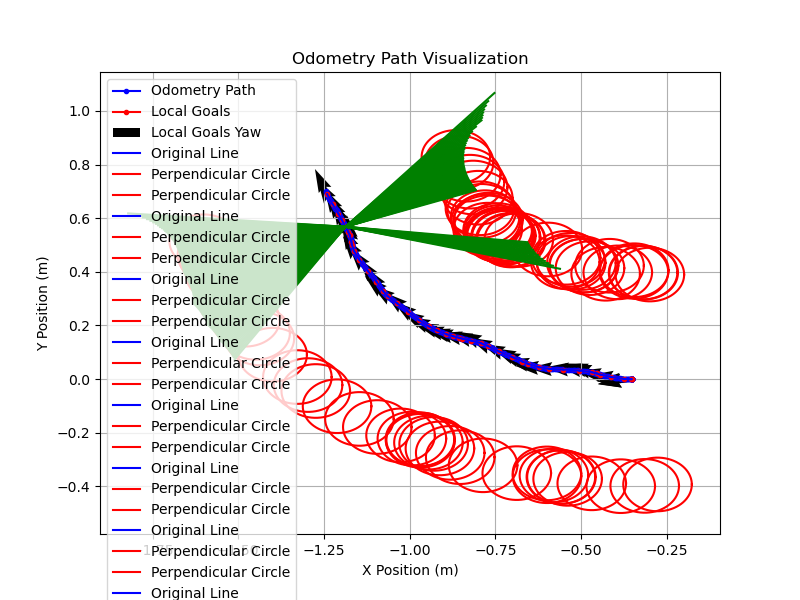 Odometry Path Visualization
Y Position (m)
1.0
0.8
0.6
0.4
0.2
0.0
−0.2
−0.4
Odometry Path
Local Goals
Local Goals Yaw
Original Line
Perpendicular Circle
Perpendicular Circle
Original Line
Perpendicular Circle
Perpendicular Circle
Original Line
Perpendicular Circle
Perpendicular Circle
Original Line
Perpendicular Circle
Perpendicular Circle
Original Line
Perpendicular Circle
Perpendicular Circle
Original Line
Perpendicular Circle
Perpendicular Circle
Original Line
Perpendicular Circle
Perpendicular Circle
Original Line
−1.25
−1.00
−0.75
−0.50
−0.25
X Position (m)